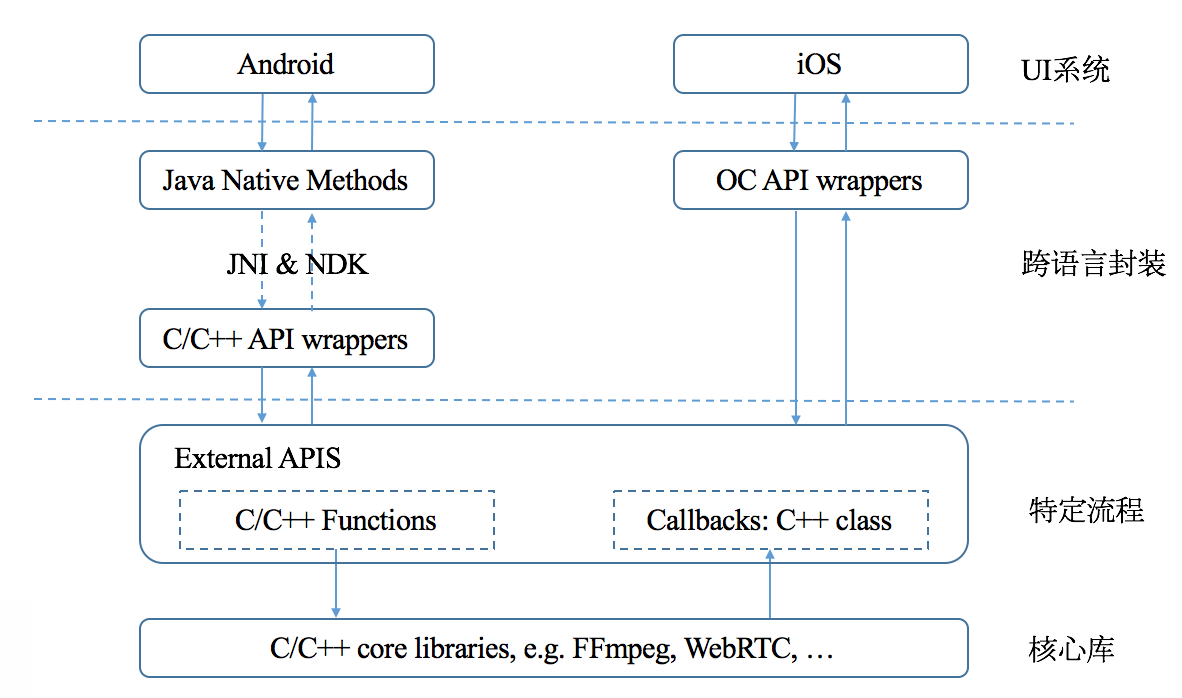 Android
iOS
UI系统
Java Native Methods
OC API wrappers
JNI & NDK
跨语言封装
C/C++ API wrappers
External APIS
C/C++ Functions
Callbacks: C++ class
特定流程
C/C++ core libraries, e.g. FFmpeg, WebRTC, …
核心库